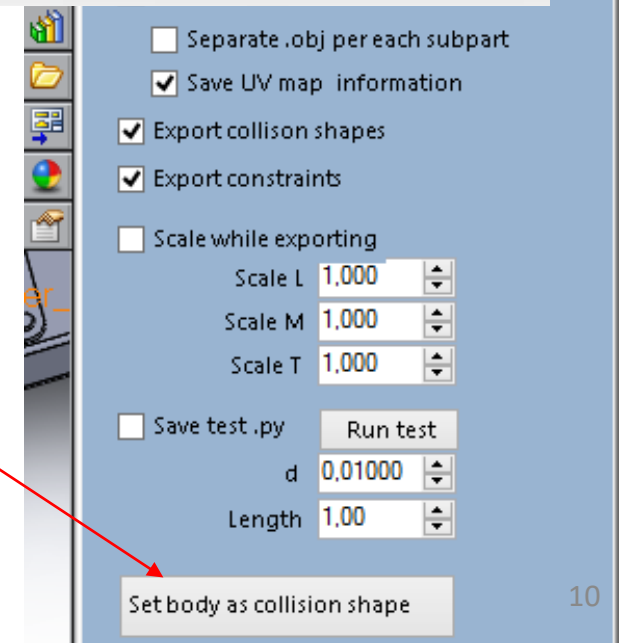 Separate .obj per each subpart
Save UV map information
Export collison shapes
Export constraints
Scale while exporting
Scale L 1,000
Scale M 1,000
Scale T 1,000
Save test .py Run test
d 0,01000
Length 1,00
Set body as collision shape
10
er_